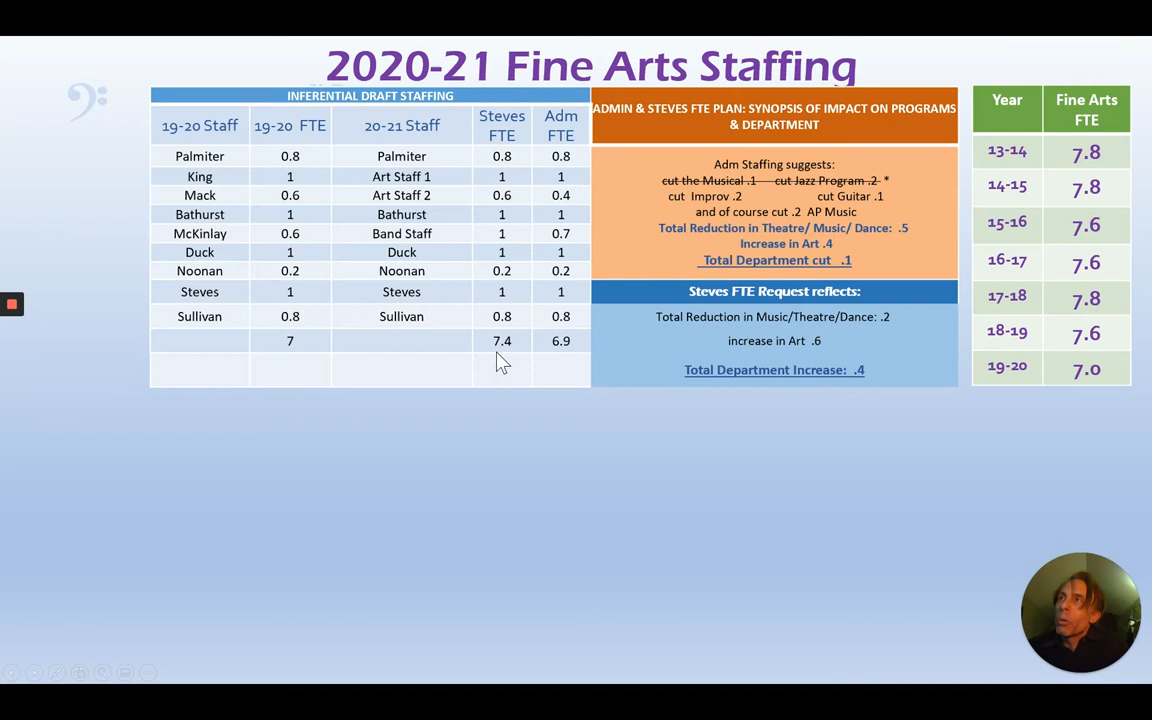 2020-21 Fine Arts Staffing
INFERENTIAL DRAFT STAFFING
19-20 Staff 19-20 FTE 20-21 Staff Steves FTE Adm FTE
Palmiter 0.8 Palmiter 0.8 0.8
King 1 Art Staff 1 1 1
Mack 0.6 Art Staff 2 0.6 0.4
Bathurst 1 Bathurst 1 1
McKinlay 0.6 Band Staff 1 0.7
Duck 1 Duck 1 1
Noonan 0.2 Noonan 0.2 0.2
Steves 1 Steves 1 1
Sullivan 0.8 Sullivan 0.8 0.8
7 7.4 6.9
ADMIN & STEVES FTE PLAN: SYNOPSIS OF IMPACT ON PROGRAMS
& DEPARTMENT
Adm Staffing suggests:
cut the Musical .1 cut Jazz Program .2 *
cut Improv .2 cut Guitar .1
and of course cut .2 AP Music
Total Reduction in Theatre/ Music/ Dance: .5
Increase in Art .4
Total Department cut .1
Steves FTE Request reflects:
Total Reduction in Music/Theatre/Dance: .2
increase in Art .6
Total Department Increase: .4
Year Fine Arts FTE
13-14 7.8
14-15 7.8
15-16 7.6
16-17 7.6
17-18 7.8
18-19 7.6
19-20 7.0